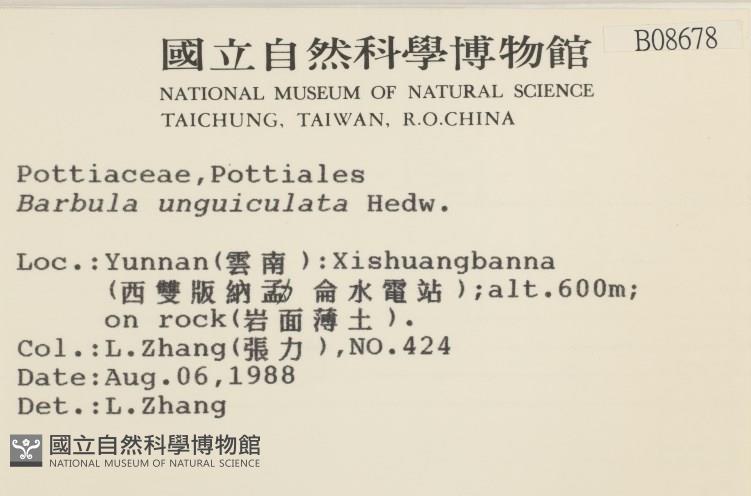 國立自然科學博物館
B08678
NATIONAL MUSEUM OF NATURAL SCIENCE
TAICHUNG, TAIWAN, R.O.CHINA
Pottiaceae,Pottiales
Barbula unguiculata Hedw.
Loc.:Yunnan(雲南):Xishuangbanna
(西雙版納勐侖水電站);alt.600m;
on rock(岩面薄土).
Col.:L.Zhang(張力),NO.424
Date:Aug.06,1988
Det.:L.Zhang
國立自然科學博物館
NATIONAL MUSEUM OF NATURAL SCIENCE